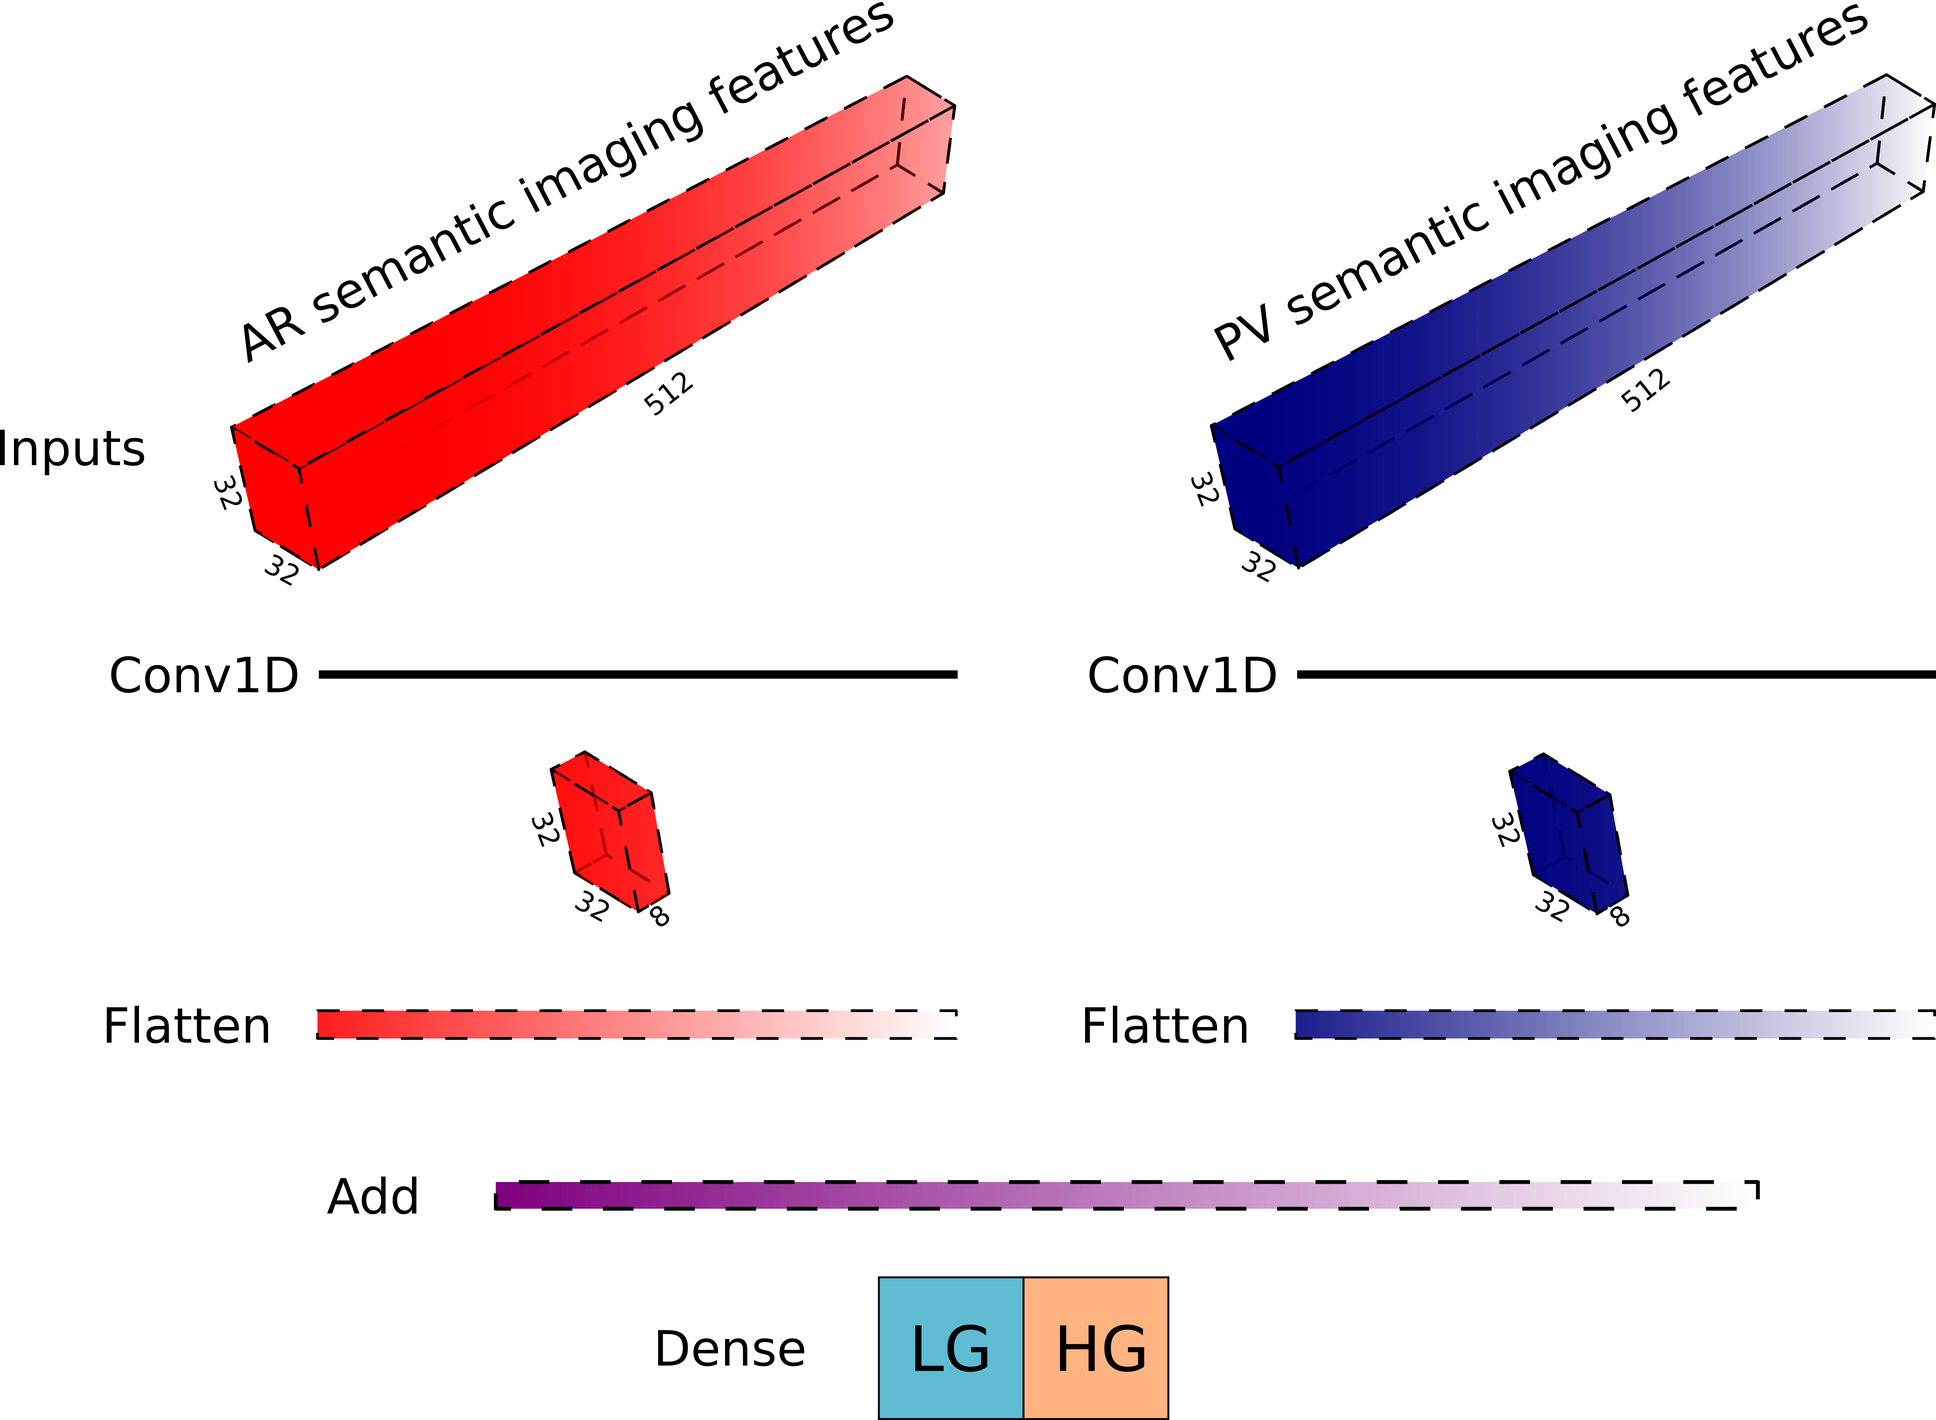 AR semantic imaging features
PV semantic imaging features
Inputs
32
32
512
32
32
512
Conv1D
Conv1D
32
32
8
32
32
8
Flatten
Flatten
Add
Dense
LG
HG